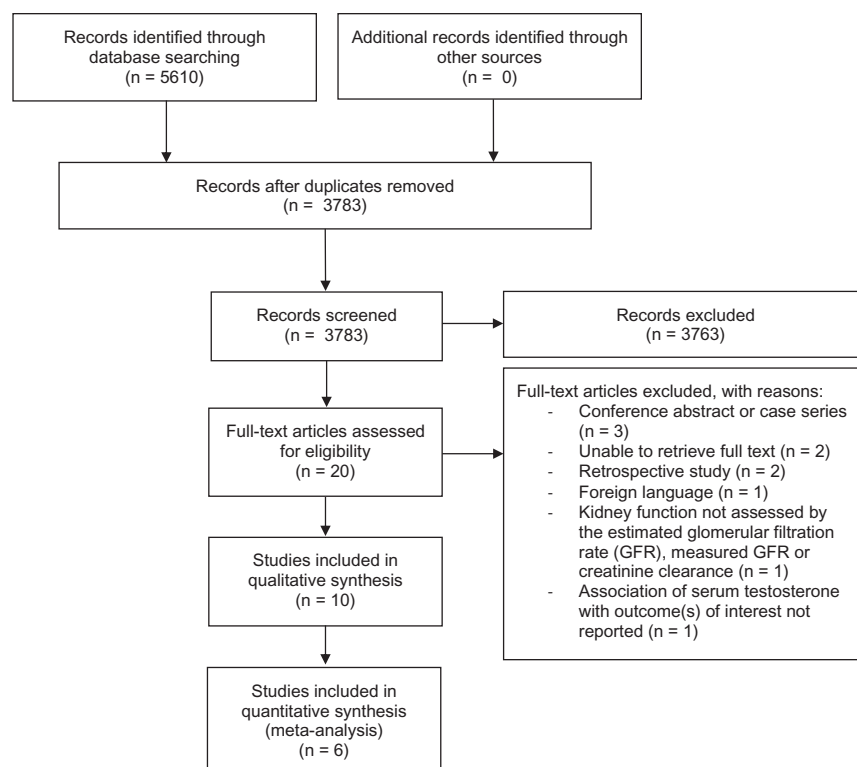 Records identified through
database searching
(n = 5610)
Additional records identified through
other sources
(n = 0)
Records after duplicates removed
(n = 3783)
Records screened
(n = 3783)
Records excluded
(n = 3763)
Full-text articles assessed
for eligibility
(n = 20)
Full-text articles excluded, with reasons:
- Conference abstract or case series
(n = 3)
- Unable to retrieve full text (n = 2)
- Retrospective study (n = 2)
- Foreign language (n = 1)
- Kidney function not assessed by
the estimated glomerular filtration
rate (GFR), measured GFR or
creatinine clearance (n = 1)
- Association of serum testosterone
with outcome(s) of interest not
reported (n = 1)
Studies included in
qualitative synthesis
(n = 10)
Studies included in
quantitative synthesis
(meta-analysis)
(n = 6)